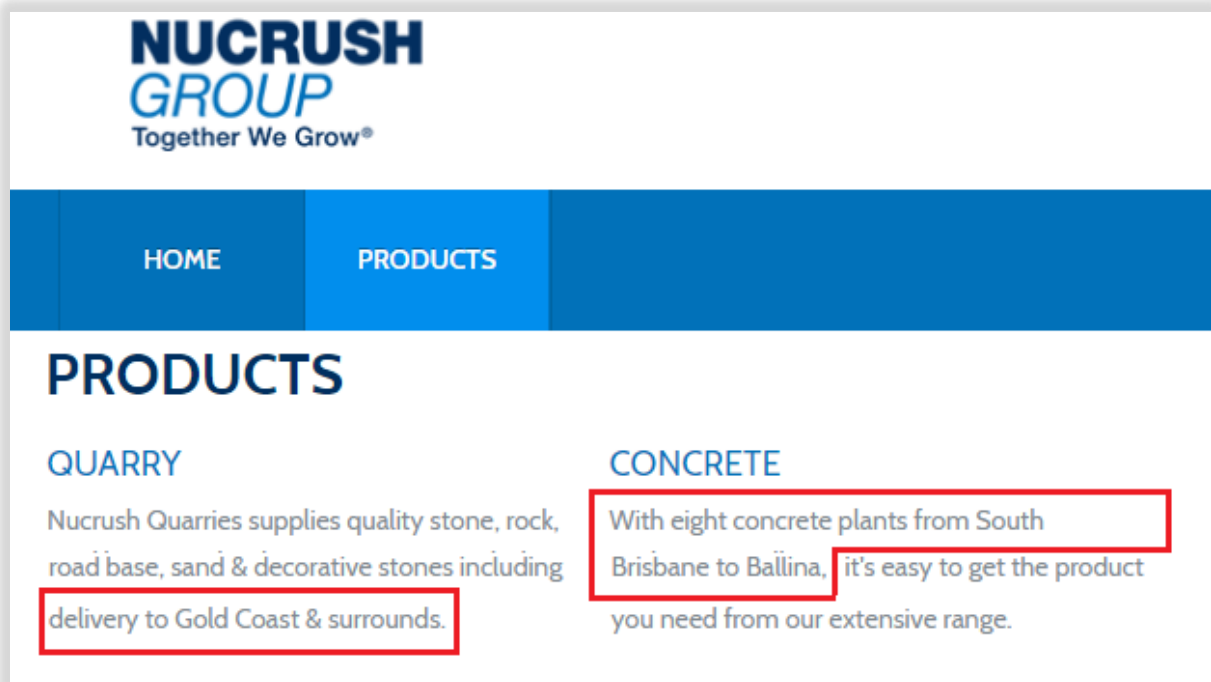 NUCRUSH
GROUP
Together We Grow®
HOME
PRODUCTS
PRODUCTS
QUARRY
Nucrush Quarries supplies quality stone, rock,
road base, sand & decorative stones including
delivery to Gold Coast & surrounds.
CONCRETE
With eight concrete plants from South
Brisbane to Ballina, it's easy to get the product
you need from our extensive range.